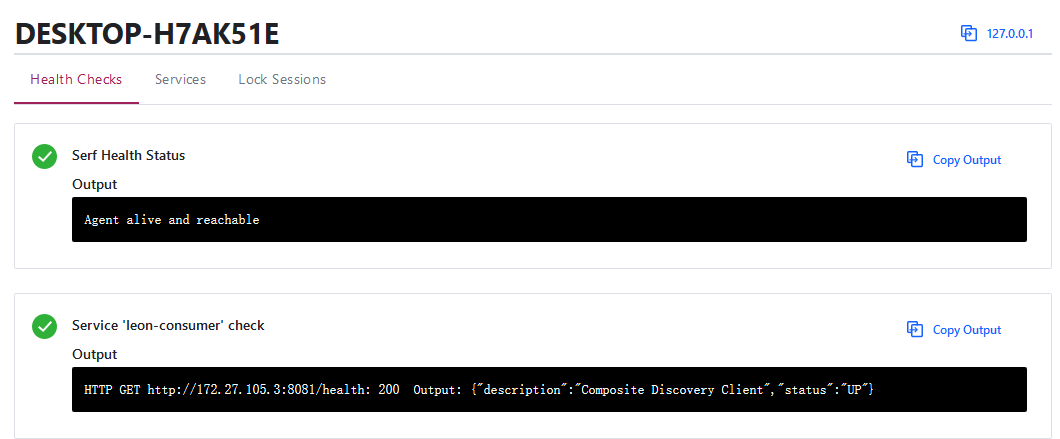 DESKTOP-H7AK51E
127.0.0.1
Health Checks Services Lock Sessions
Serf Health Status
Copy Output
Output
Agent alive and reachable
Service 'leon-consumer' check
Copy Output
Output
HTTP GET http://172.27.105.3:8081/health: 200  Output: {"description":"Composite Discovery Client","status":"UP"}